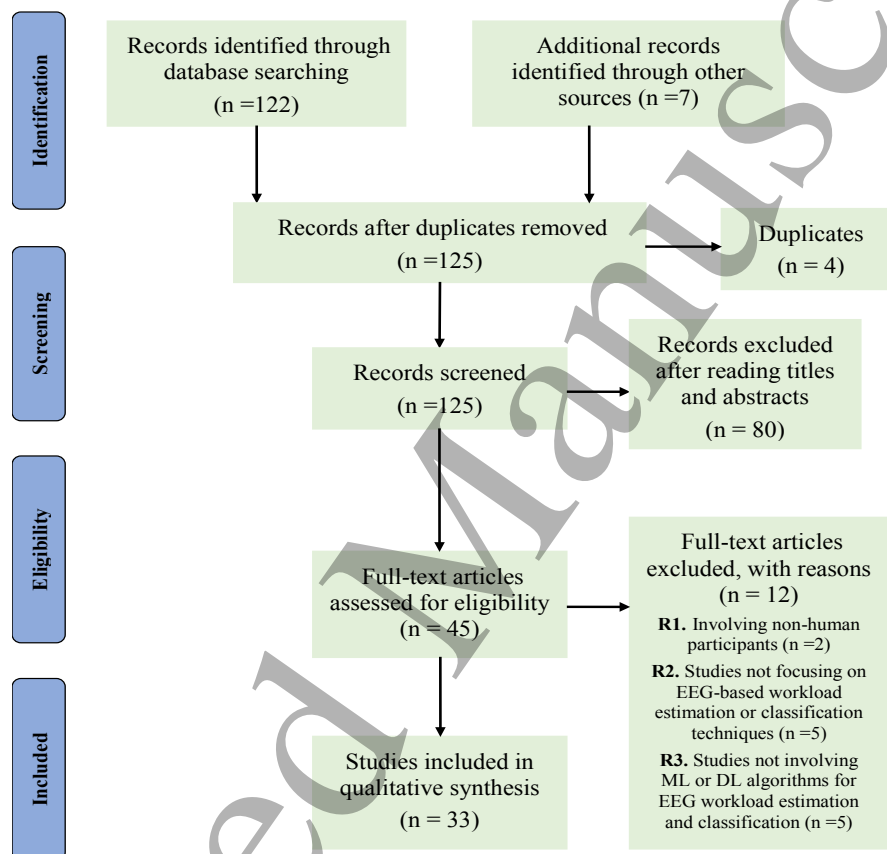 Identification
Records identified through
database searching
(n =122)
Additional records
identified through other
sources (n =7)
Records after duplicates removed
(n =125)
Duplicates
(n = 4)
Screening
Records screened
(n =125)
Records excluded
after reading titles
and abstracts
(n = 80)
Eligibility
Full-text articles
assessed for eligibility
(n = 45)
Full-text articles
excluded, with reasons
(n = 12)
R1. Involving non-human
participants (n =2)
R2. Studies not focusing on
EEG-based workload
estimation or classification
techniques (n =5)
R3. Studies not involving
ML or DL algorithms for
EEG workload estimation
and classification (n =5)
Included
Studies included in
qualitative synthesis
(n = 33)
ed Manusc